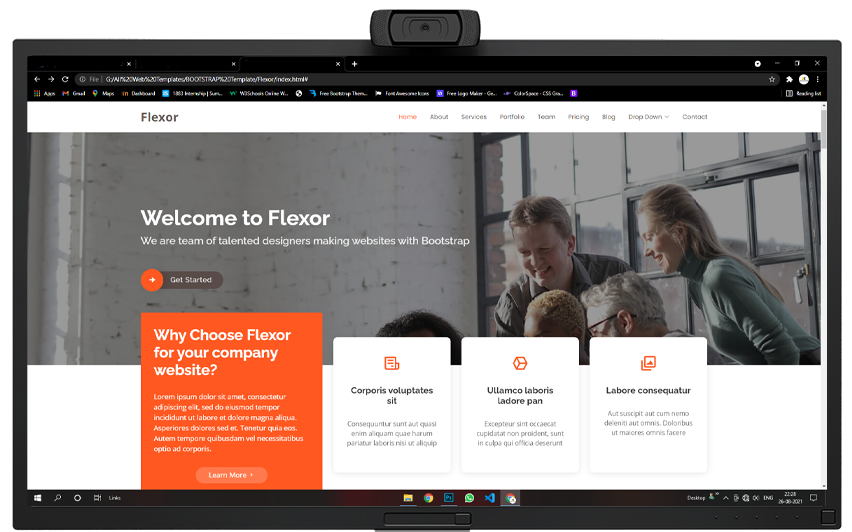 File | G:/All%20Web%20Templates/BOOTSTRAP%20Template/Flexor/index.html#
Apps Gmail Maps Dashboard 1883 Internship | Sum... W3Schools Online W... Free Bootstrap Them... Font Awesome Icons Free Logo Maker - Ge... ColorSpace - CSS Gra... Reading list
Flexor Home About Services Portfolio Team Pricing Blog Drop Down Contact
Welcome to Flexor
We are team of talented designers making websites with Bootstrap
Get Started
Why Choose Flexor
for your company
website?
Lorem ipsum dolor sit amet, consectetur
adipiscing elit, sed do eiusmod tempor
incididunt ut labore et dolore magna aliqua.
Asperiores dolores sed et. Tenetur quia eos.
Autem tempore quibusdam vel necessitatibus
optio ad corporis.
Learn More
Corporis voluptates
sit
Consequuntur sunt aut quasi
enim aliquam quae harum
pariatur laboris nisi ut aliquip
Ullamco laboris
ladore pan
Excepteur sint occaecat
cupidatat non proident, sunt
in culpa qui officia deserunt
Labore consequatur
Aut suscipit aut cum nemo
deleniti aut omnis. Doloribus
ut maiores omnis facere
Links Desktop ENG 22:28
26-08-2021